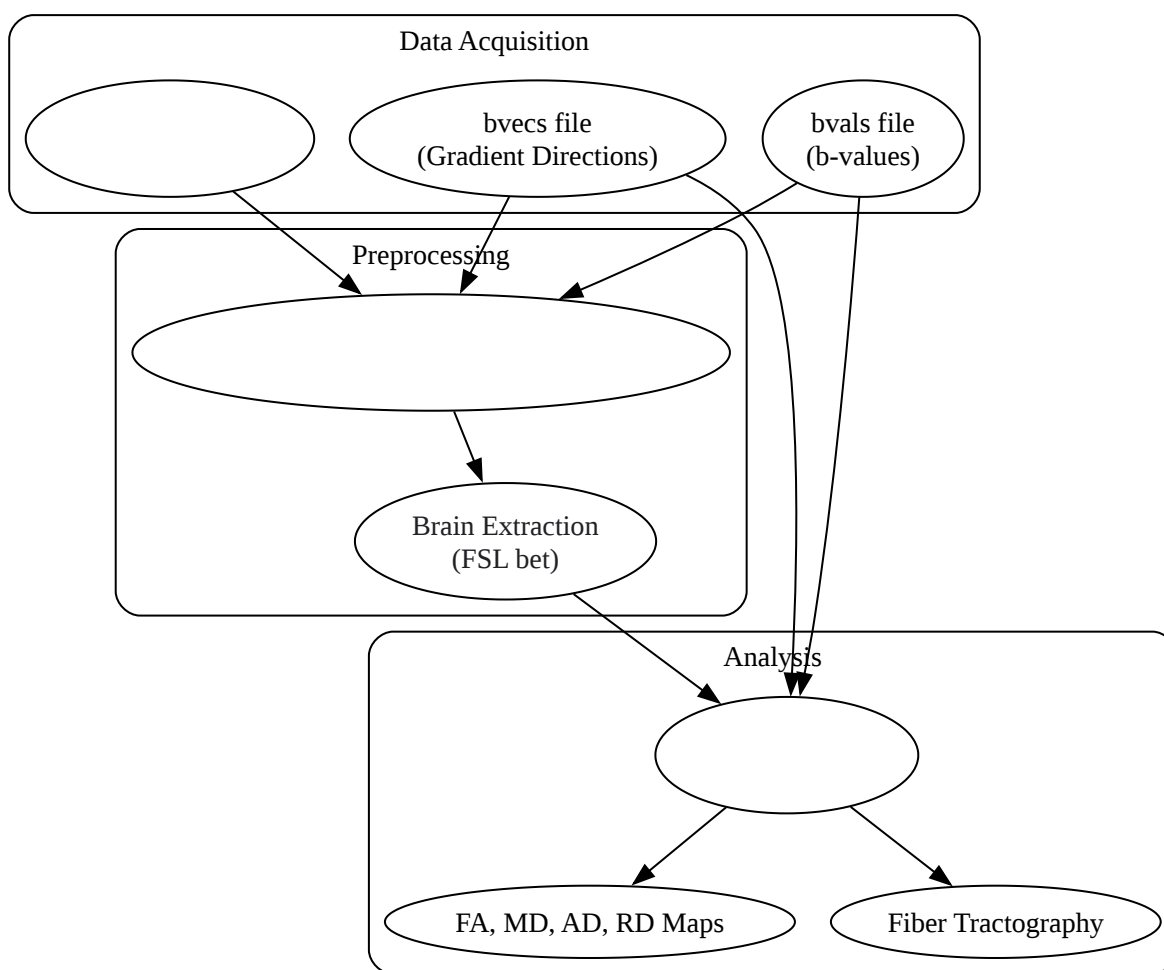 Data Acquisition
bvecs file
(Gradient Directions)
bvals file
(b-values)
Preprocessing
Brain Extraction
(FSL bet)
Analysis
FA, MD, AD, RD Maps
Fiber Tractography